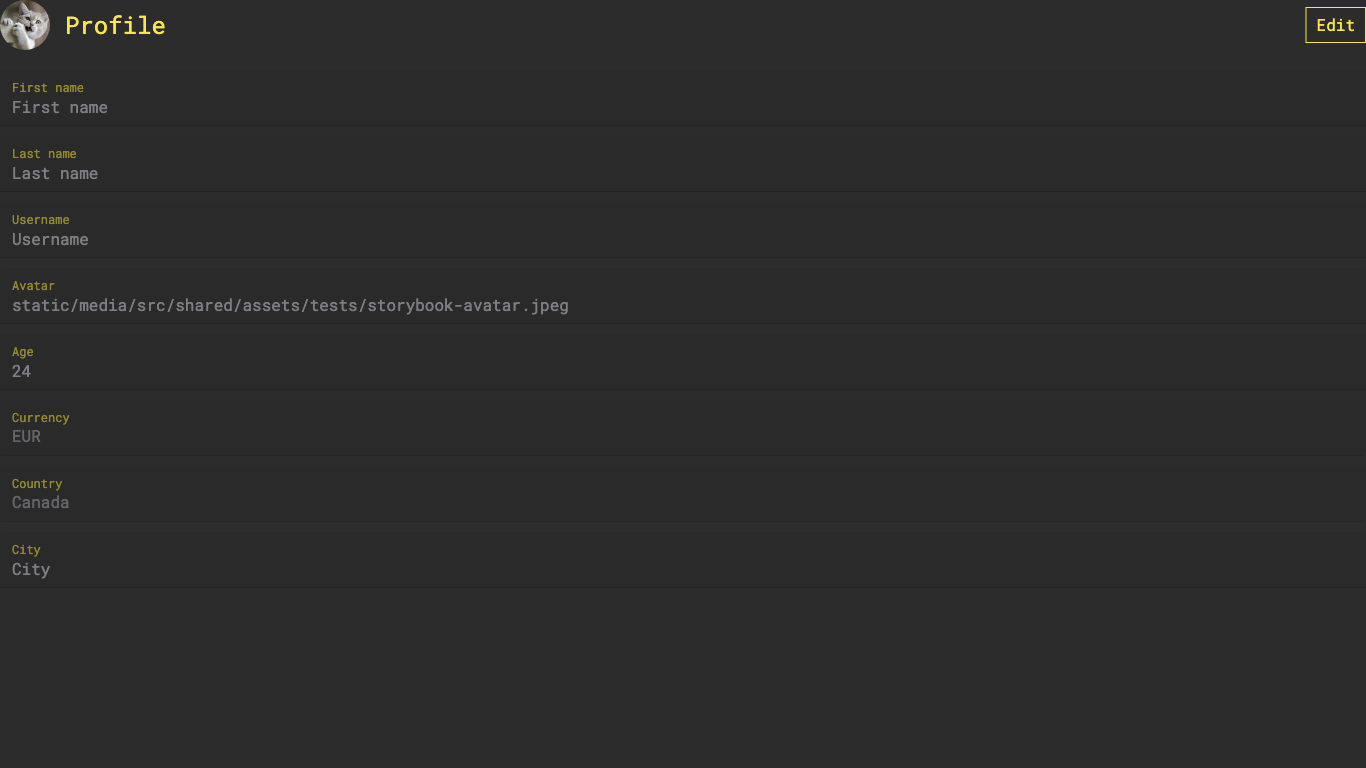 Profile
Edit
First name
First name
Last name
Last name
Username
Username
Avatar
static/media/src/shared/assets/tests/storybook-avatar.jpeg
Age
24
Currency
EUR
Country
Canada
City
City